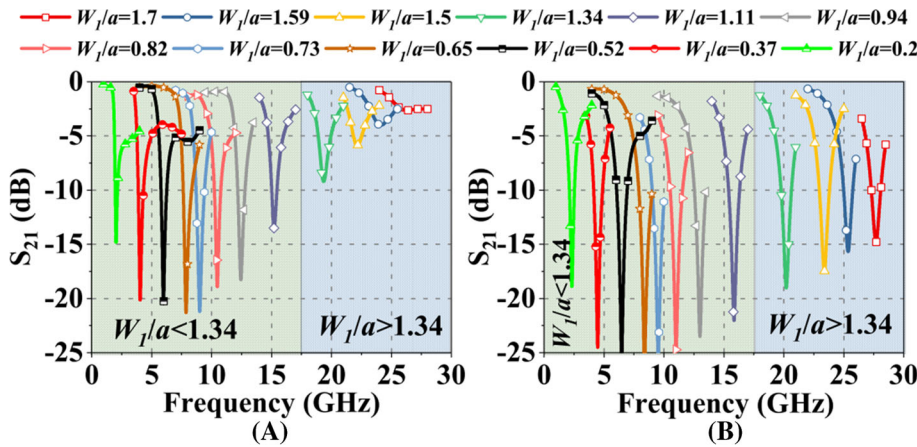 W1/a=1.7 W1/a=1.59 W1/a=1.5 W1/a=1.34 W1/a=1.11 W1/a=0.94
W1/a=0.82 W1/a=0.73 W1/a=0.65 W1/a=0.52 W1/a=0.37 W1/a=0.2
0
-5
-10
-15
-20
-25
S21 (dB)
W1/a<1.34
W1/a>1.34
0 5 10 15 20 25 30
Frequency (GHz)
(A)
0
-5
-10
-15
-20
-25
S21 (dB)
W1/a<1.34
W1/a>1.34
0 5 10 15 20 25 30
Frequency (GHz)
(B)